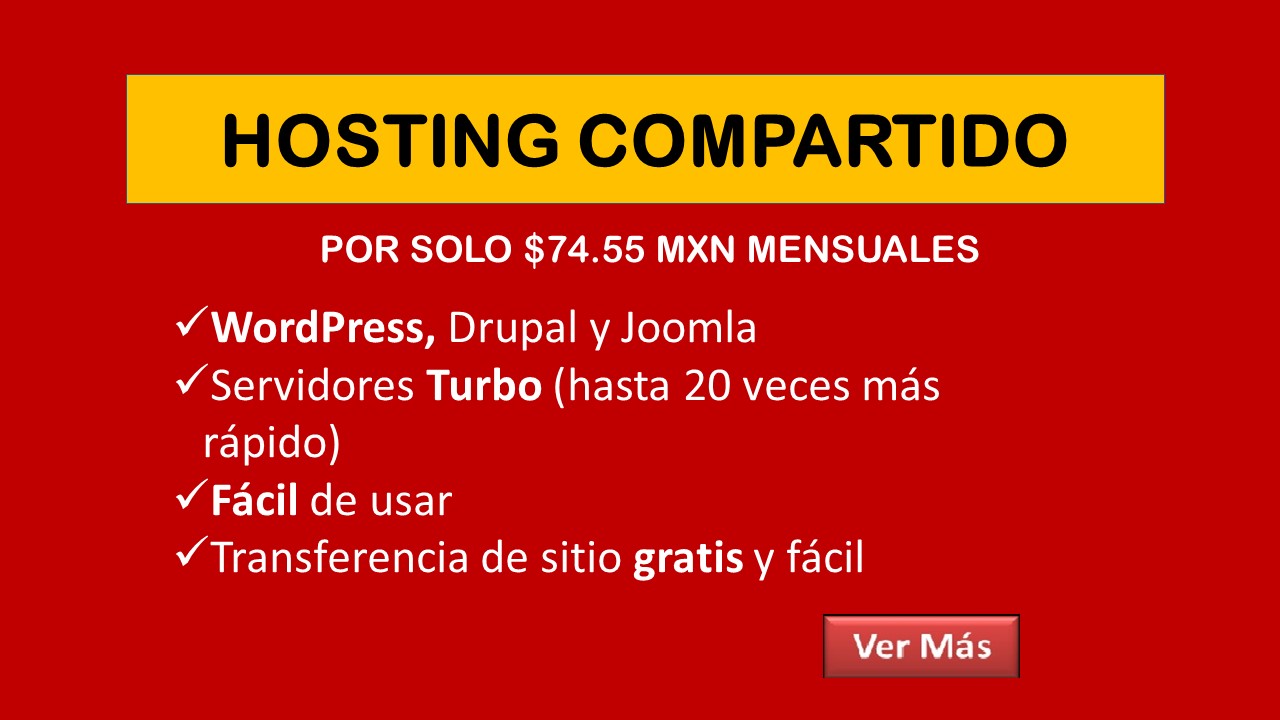 HOSTING COMPARTIDO
POR SOLO $74.55 MXN MENSUALES
✓WordPress, Drupal y Joomla
✓Servidores Turbo (hasta 20 veces más
rápido)
✓Fácil de usar
✓Transferencia de sitio gratis y fácil
Ver Más